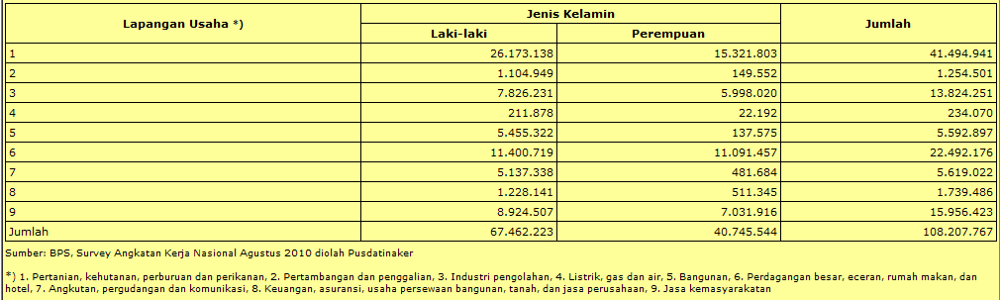 Lapangan Usaha *) Jenis Kelamin Jumlah
Laki-laki Perempuan
1 26.173.138 15.321.803 41.494.941
2 1.104.949 149.552 1.254.501
3 7.826.231 5.998.020 13.824.251
4 211.878 22.192 234.070
5 5.455.322 137.575 5.592.897
6 11.400.719 11.091.457 22.492.176
7 5.137.338 481.684 5.619.022
8 1.228.141 511.345 1.739.486
9 8.924.507 7.031.916 15.956.423
Jumlah 67.462.223 40.745.544 108.207.767
Sumber: BPS, Survey Angkatan Kerja Nasional Agustus 2010 diolah Pusdatinaker
*) 1. Pertanian, kehutanan, perburuan dan perikanan, 2. Pertambangan dan penggalian, 3. Industri pengolahan, 4. Listrik, gas dan air, 5. Bangunan, 6. Perdagangan besar, eceran, rumah makan, dan
hotel, 7. Angkutan, pergudangan dan komunikasi, 8. Keuangan, asuransi, usaha persewaan bangunan, tanah, dan jasa perusahaan, 9. Jasa kemasyarakatan